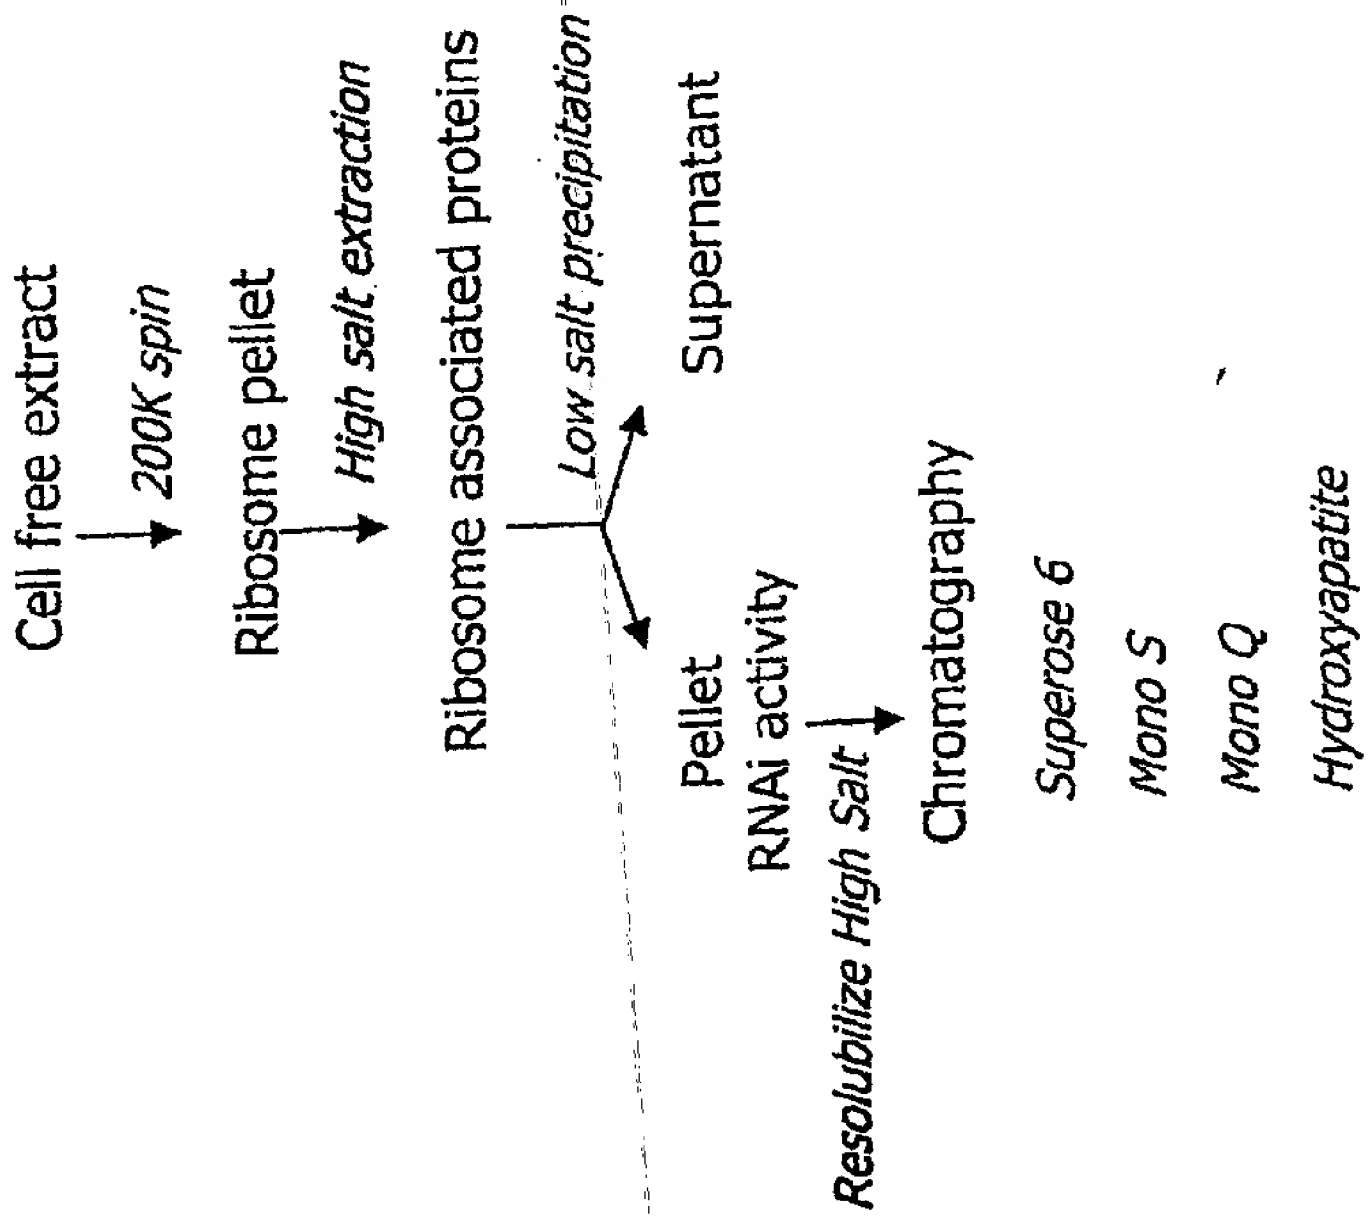 Cell free extract
200K spin
Ribosome pellet
High salt extraction
Ribosome associated proteins
Low salt precipitation
Pellet
Supernatant
RNAi activity
Resolubilize High Salt
Chromatography
Superose 6
Mono S
Mono Q
Hydroxyapatite